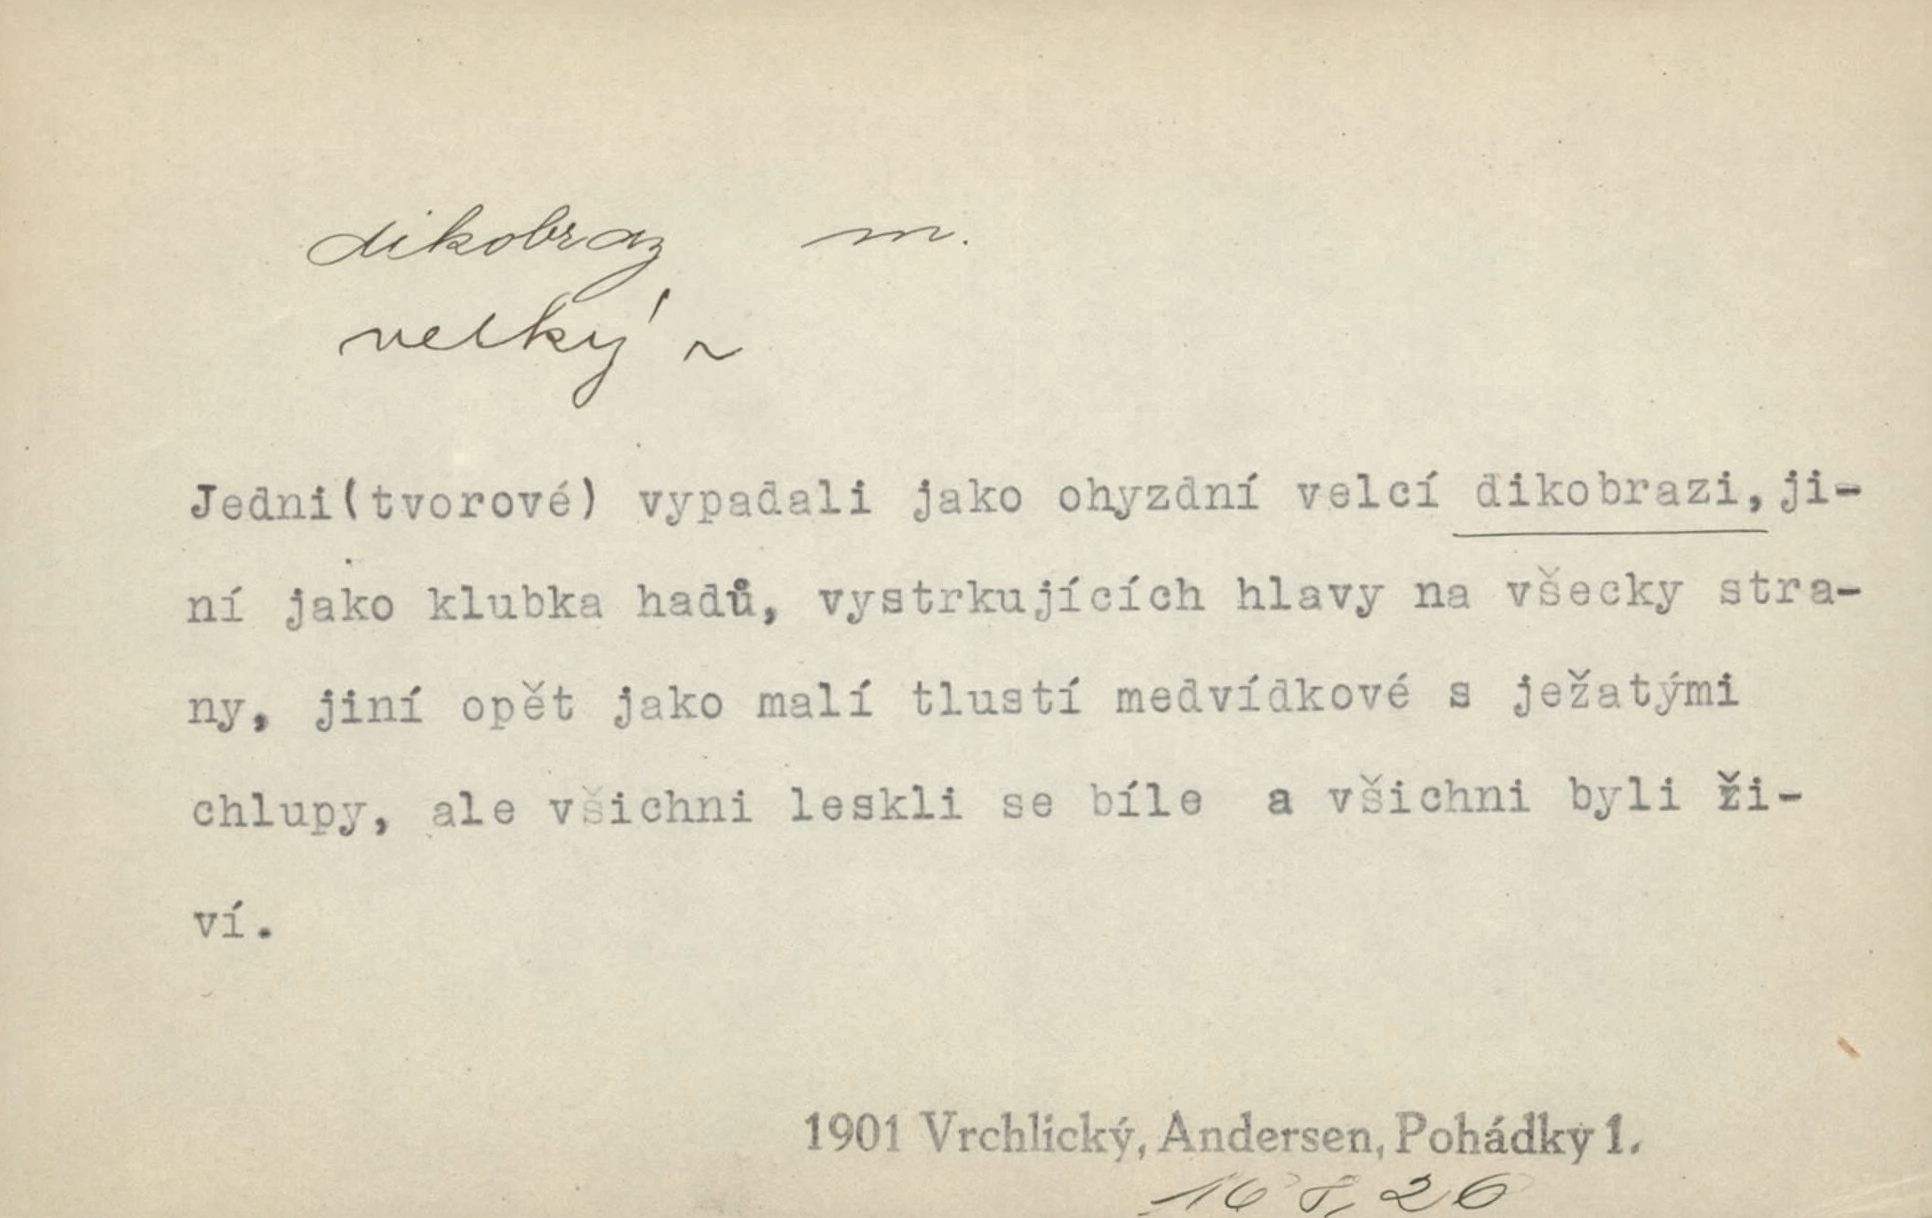 dikobraz m.
velký ~
Jedni(tvorové) vypadali jako ohyzdní velcí dikobrazi, ji-
ní jako klubka hadů, vystrkujících hlavy na všecky stra-
ny, jiní opět jako malí tlustí medvídkové s ježatými
chlupy, ale všichni leskli se bíle a všichni byli ži-
ví.
1901 Vrchlický, Andersen, Pohádky 1.
168, 26